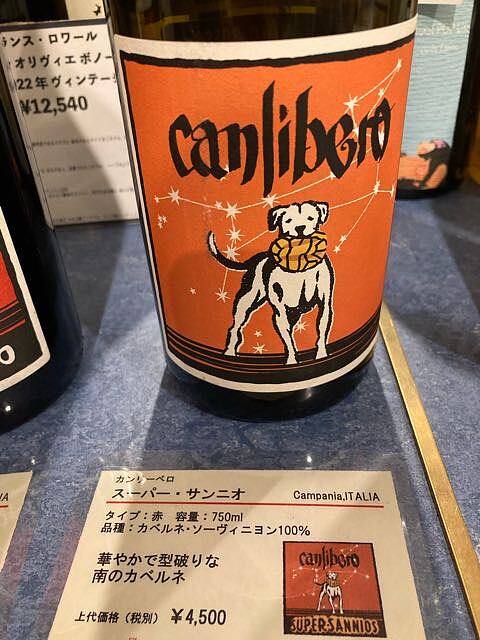 ランス・ロワール
オリヴィエ ボノー
22年 ヴィンテー
¥12,540
canlibero
カンリーベロ
スーパー・サンニオ
Campania,ITALIA
タイプ：赤 容量：750ml
品種：カベルネ・ソーヴィニヨン100%
華やかで型破りな
南のカベルネ
上代価格（税別） ¥4,500
canlibero
SUPERSANNIOS
IA